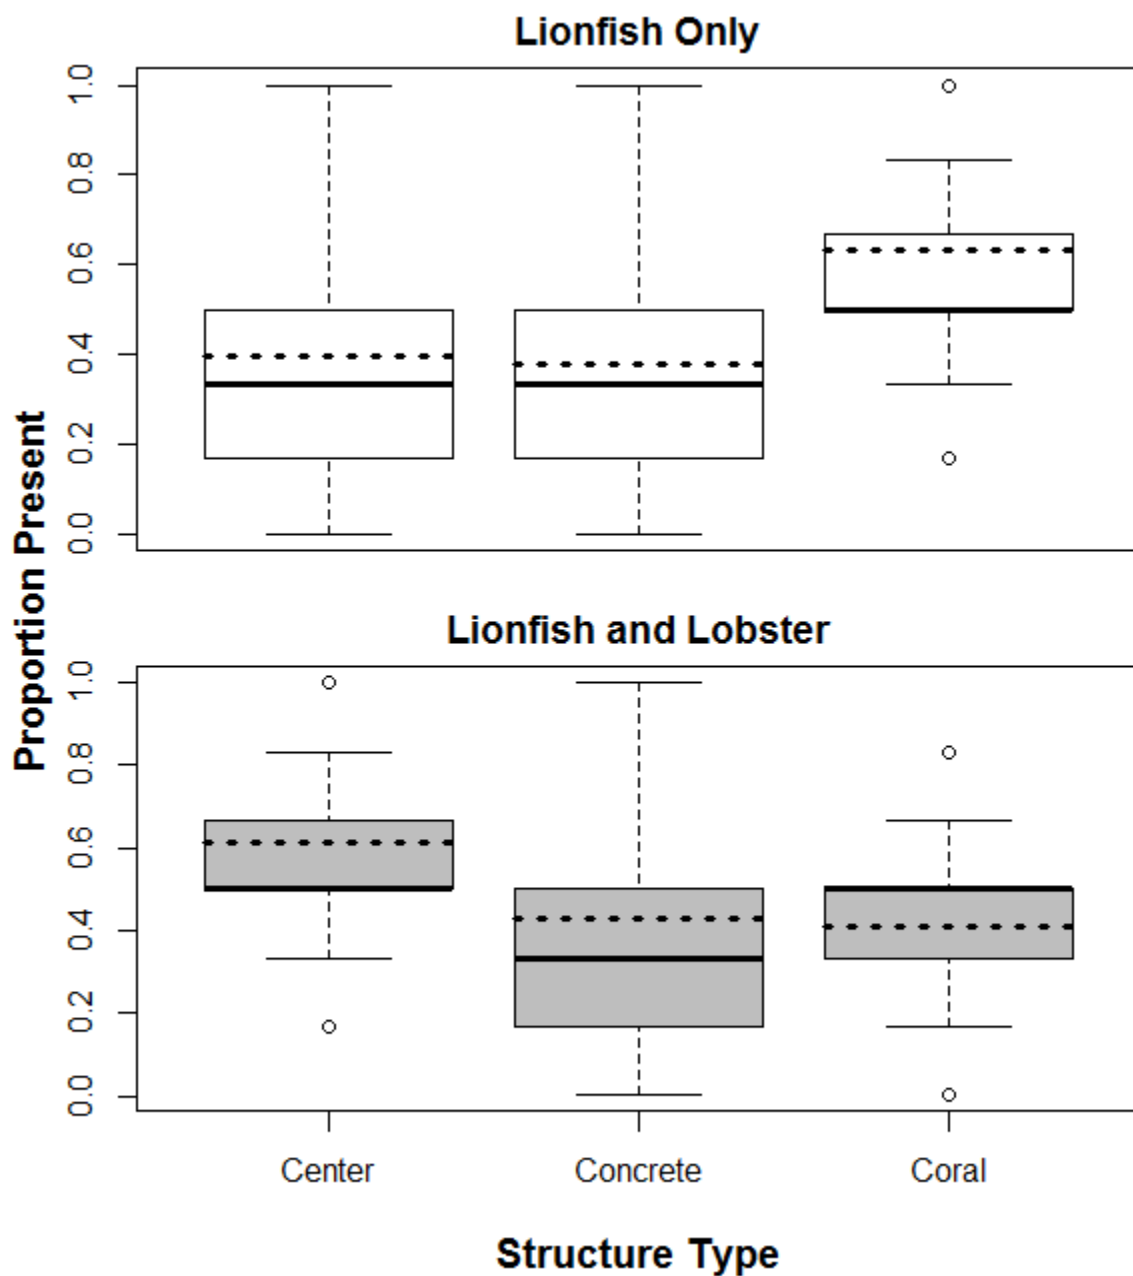 Lionfish Only
1.0
0.8
0.6
0.4
0.2
0.0
Proportion Present
Lionfish and Lobster
1.0
0.8
0.6
0.4
0.2
0.0
Center Concrete Coral
Structure Type